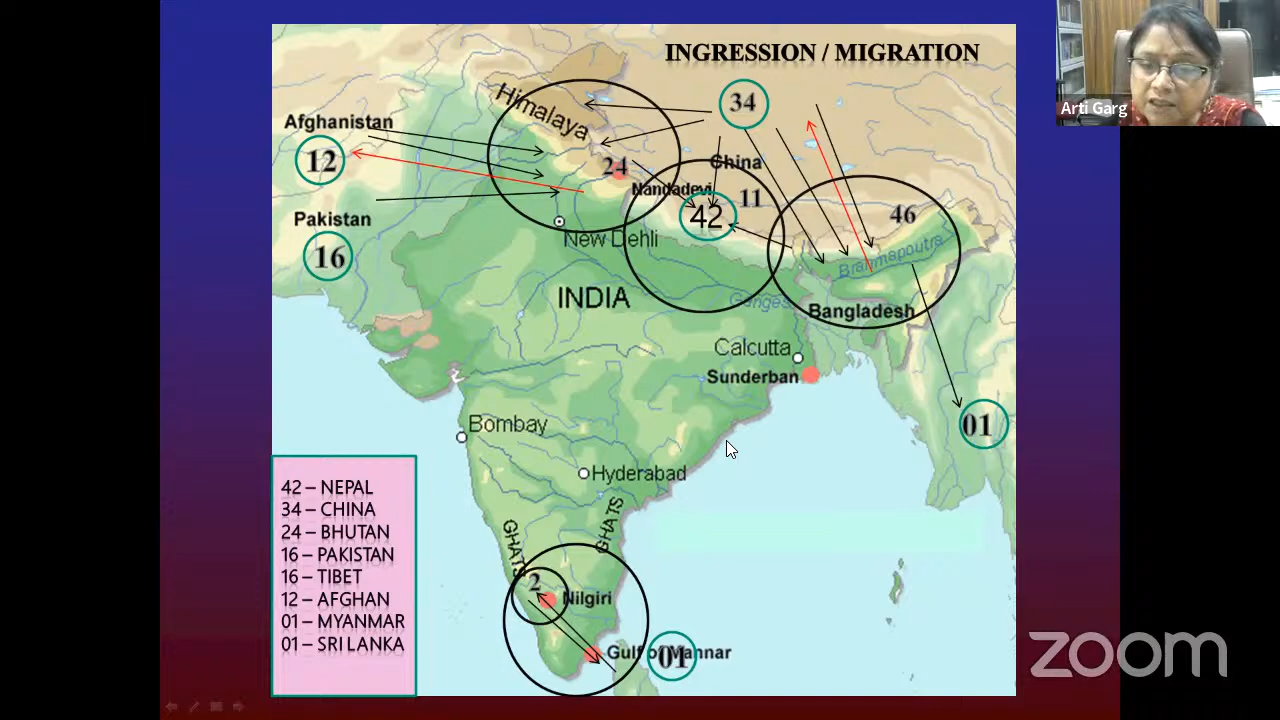 INGRESSION / MIGRATION
Arti Garg
Himalaya
34
Afghanistan
12
24
China
Nandadevi
11
42
46
Pakistan
16
New Dehli
Brahmapoutra
INDIA
Ganges
Bangladesh
Calcutta
Sunderban
01
Bombay
Hyderabad
GHATS
GHATS
2
Nilgiri
Gulf of Mannar
01
42 – NEPAL
34 – CHINA
24 – BHUTAN
16 – PAKISTAN
16 – TIBET
12 – AFGHAN
01 – MYANMAR
01 – SRI LANKA
zoom